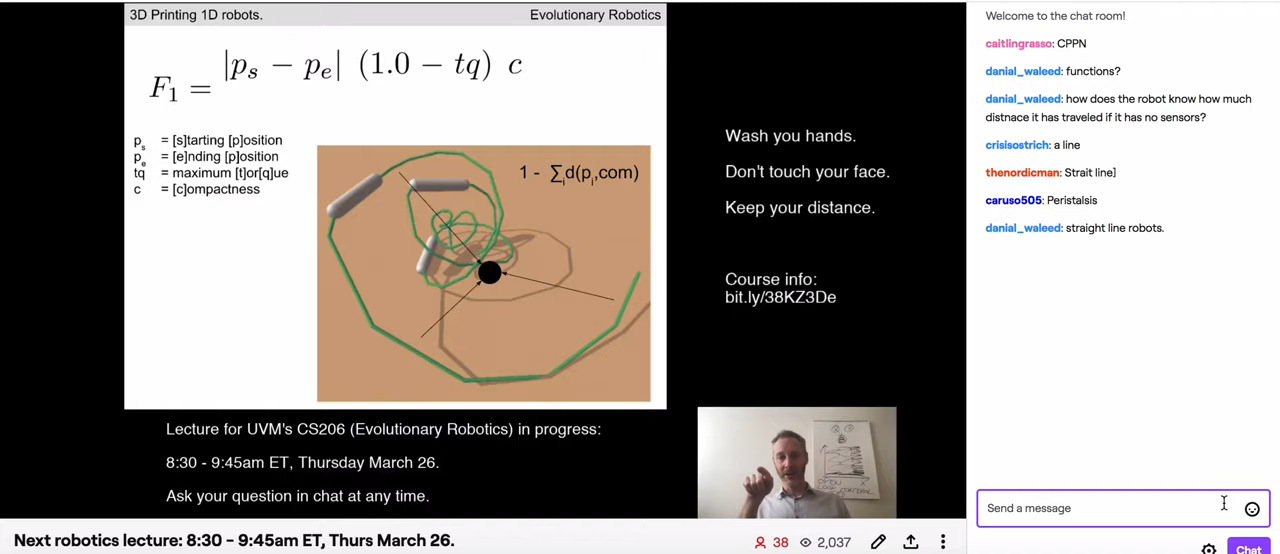 3D Printing 1D robots.
Evolutionary Robotics
F₁ = |pₛ − pₑ| (1.0 − tq) c
pₛ = [s]tarting [p]osition
pₑ = [e]nding [p]osition
tq = maximum [t]or[q]ue
c = [c]ompactness
1 - ∑ᵢd(pᵢ,com)
Wash you hands.
Don't touch your face.
Keep your distance.
Course info:
bit.ly/38KZ3De
Lecture for UVM's CS206 (Evolutionary Robotics) in progress:
8:30 - 9:45am ET, Thursday March 26.
Ask your question in chat at any time.
Next robotics lecture: 8:30 - 9:45am ET, Thurs March 26.
38
2,037
Welcome to the chat room!
caitlingrasso: CPPN
danial_waleed: functions?
danial_waleed: how does the robot know how much
distnace it has traveled if it has no sensors?
crisisostrich: a line
thenordicman: Strait line]
caruso505: Peristalsis
danial_waleed: straight line robots.
Send a message
Chat